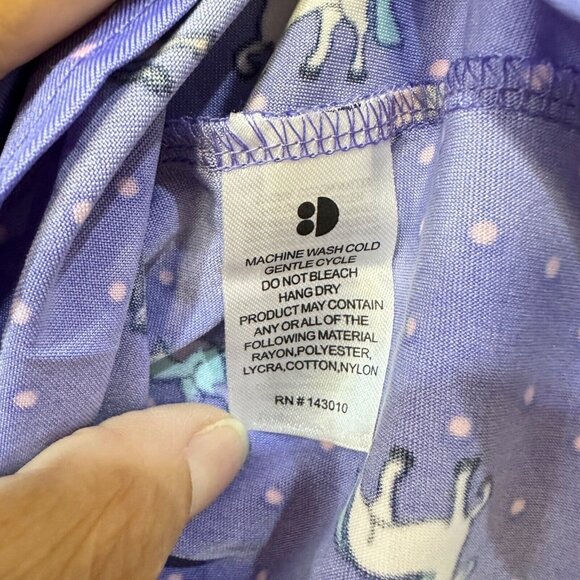 MACHINE WASH COLD
GENTLE CYCLE
DO NOT BLEACH
HANG DRY
PRODUCT MAY CONTAIN
ANY OR ALL OF THE
FOLLOWING MATERIAL
RAYON,POLYESTER,
LYCRA,COTTON,NYLON
RN # 143010